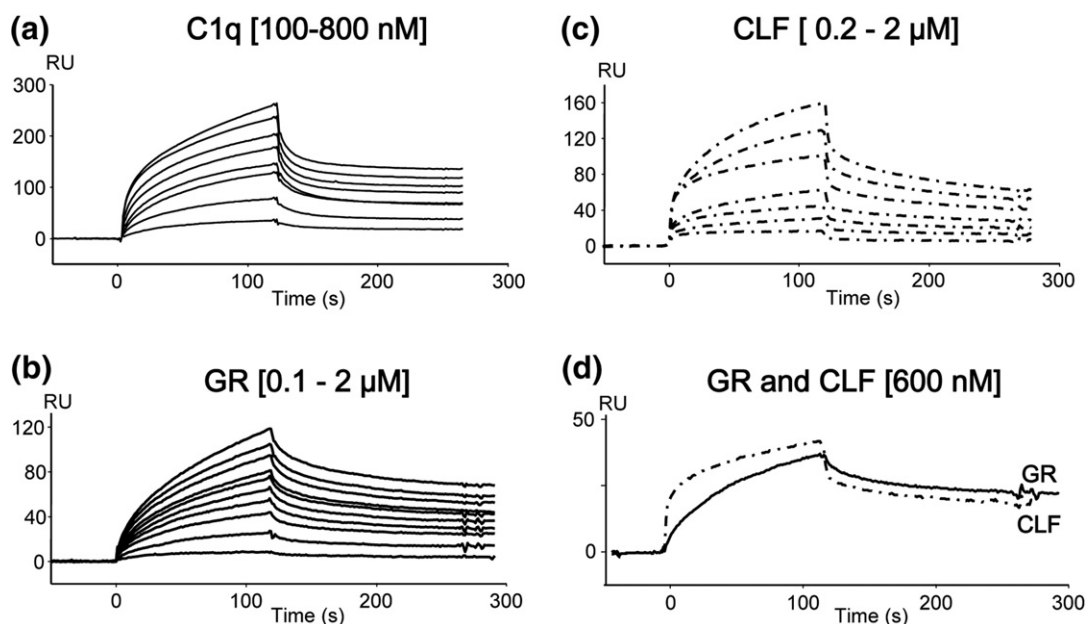 (a) C1q [100-800 nM]
RU
300
200
100
0
0 100 200 300
Time (s)
(b) GR [0.1 - 2 µM]
RU
120
80
40
0
0 100 200 300
Time (s)
(c) CLF [ 0.2 - 2 µM]
RU
160
120
80
40
0
0 100 200 300
Time (s)
(d) GR and CLF [600 nM]
RU
50
0
GR
CLF
0 100 200 300
Time (s)